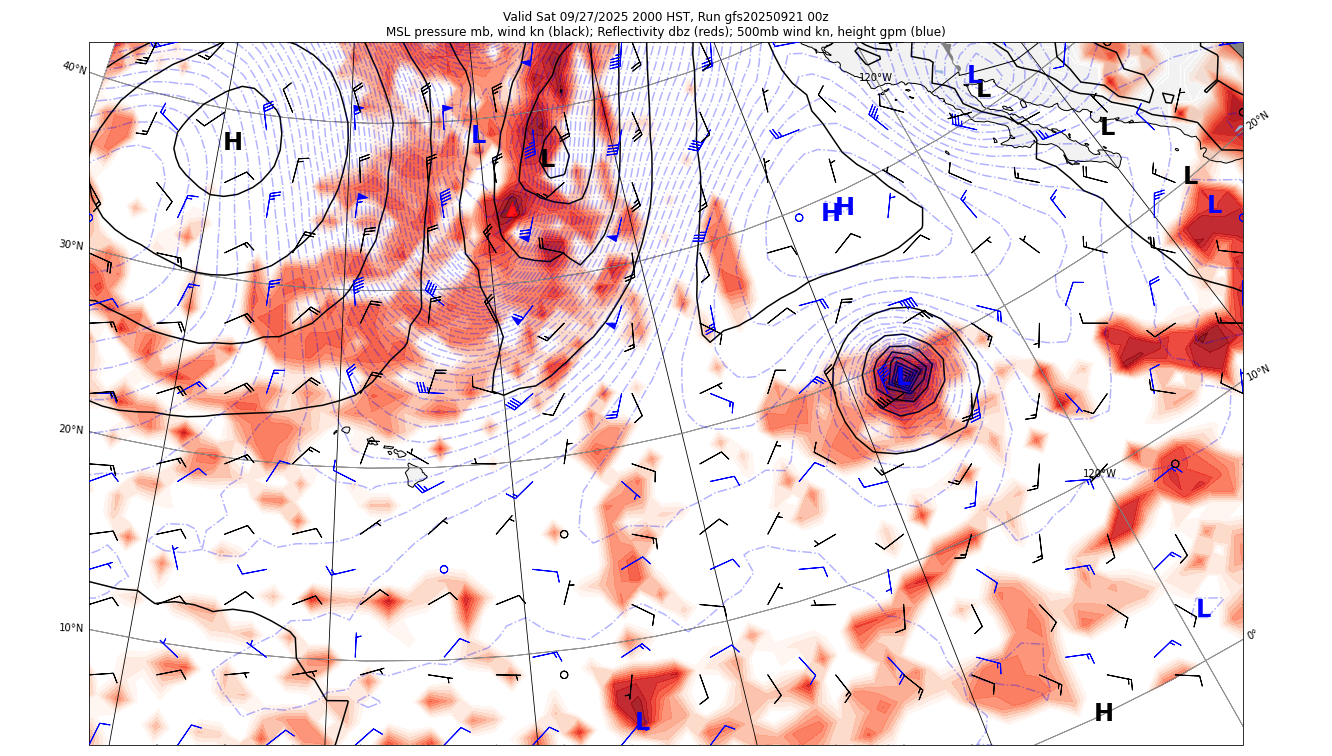 Valid Sat 09/27/2025 2000 HST, Run gfs20250921 00z
MSL pressure mb, wind kn (black); Reflectivity dbz (reds); 500mb wind kn, height gpm (blue)
40°N
120°W
L
L
20°N
L
L
H
L
L
L
H
H
L
30°N
L
10°N
20°N
120°W
L
10°N
0°
H
L